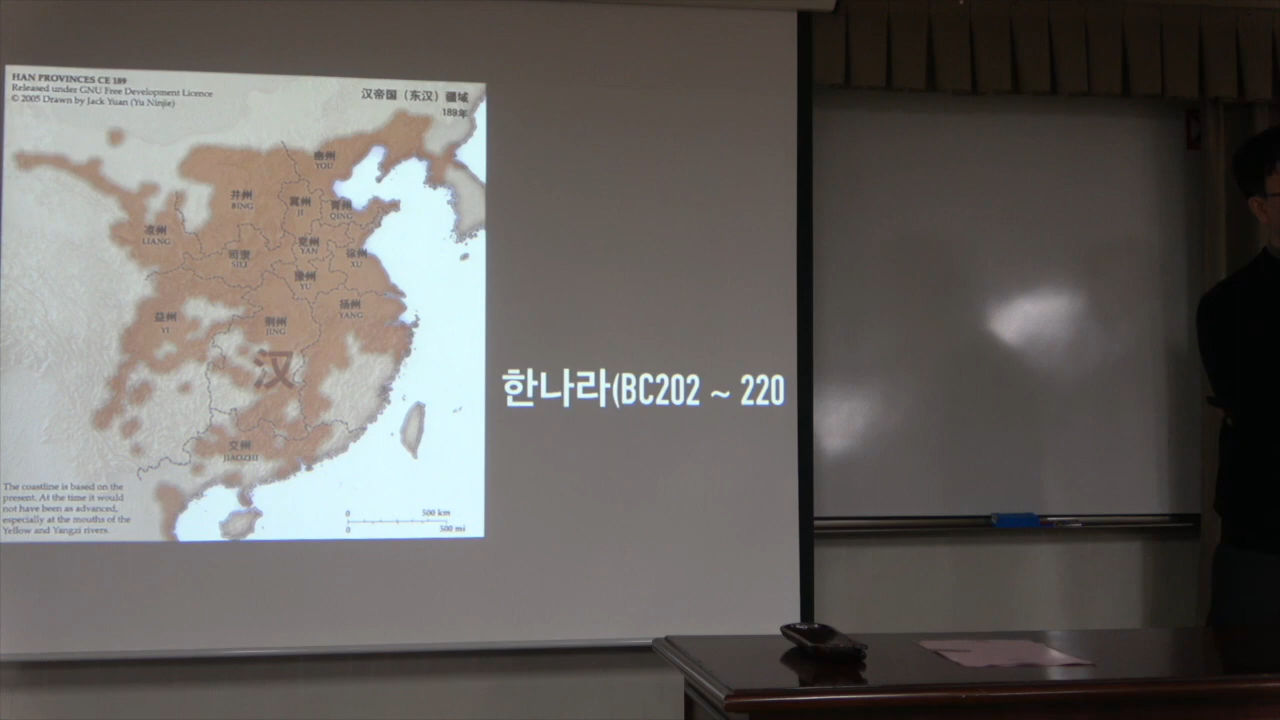 HAN PROVINCES CE 189
Released under GNU Free Development Licence
© 2005 Drawn by Jack Yuan (Yu Ninjie)
汉帝国（东汉）疆域
189年
幽州
YOU
并州
BING
冀州
JI
青州
QING
凉州
LIANG
兖州
YAN
司隶
SILI
徐州
XU
豫州
YU
扬州
YANG
益州
YI
荆州
JING
汉
한나라(BC202 ~ 220
交州
JIAOZHI
The coastline is based on the
present. At the time it would
not have been as advanced,
especially at the mouths of the
Yellow and Yangzi rivers.
0 500 km
0 500 mi